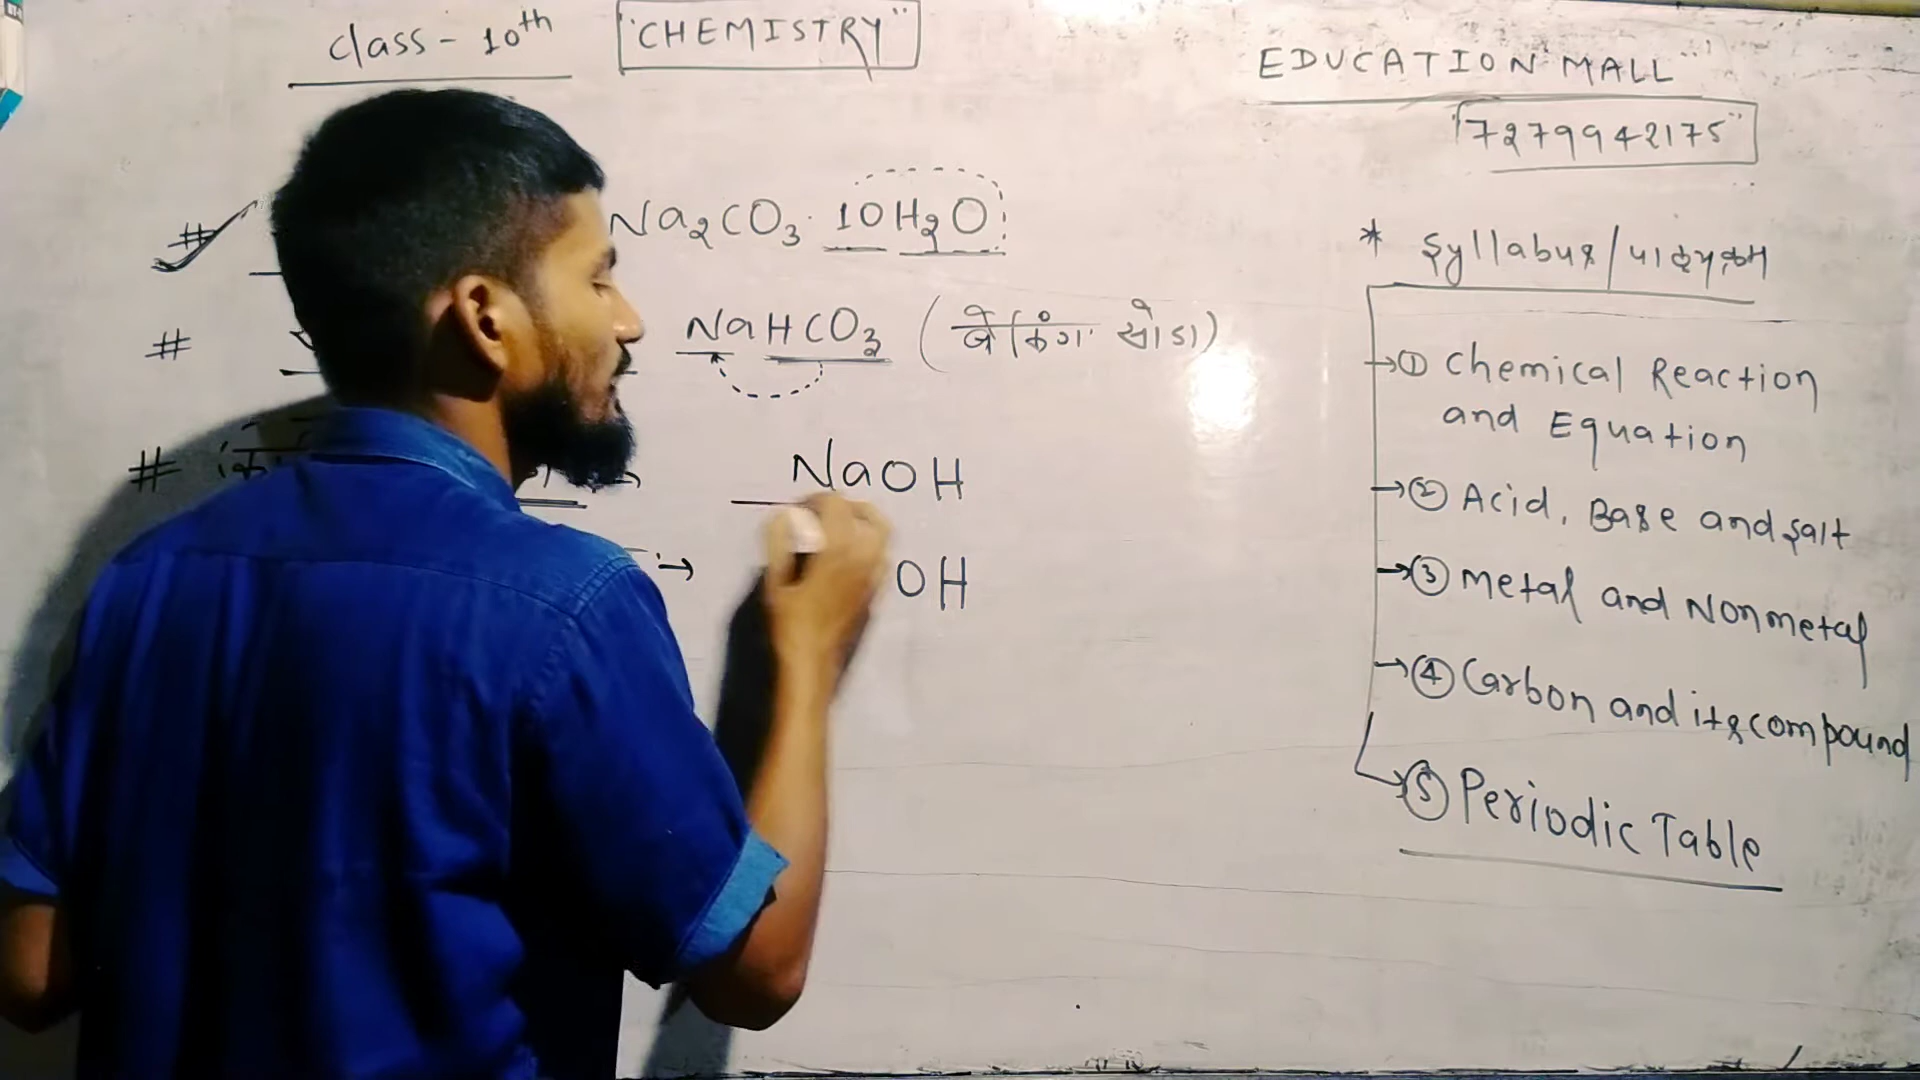 Class - 10th
"CHEMISTRY"
EDUCATION MALL"
"7279942175"
# Na2CO3. 10H2O
# NaHCO3 (बेकिंग सोडा)
# → NaOH
→ OH
* Syllabus/पाठ्यक्रम
→① Chemical Reaction
and Equation
→② Acid, Base and Salt
→③ Metal and Nonmetal
→④ Carbon and its compound
→⑤ Periodic Table